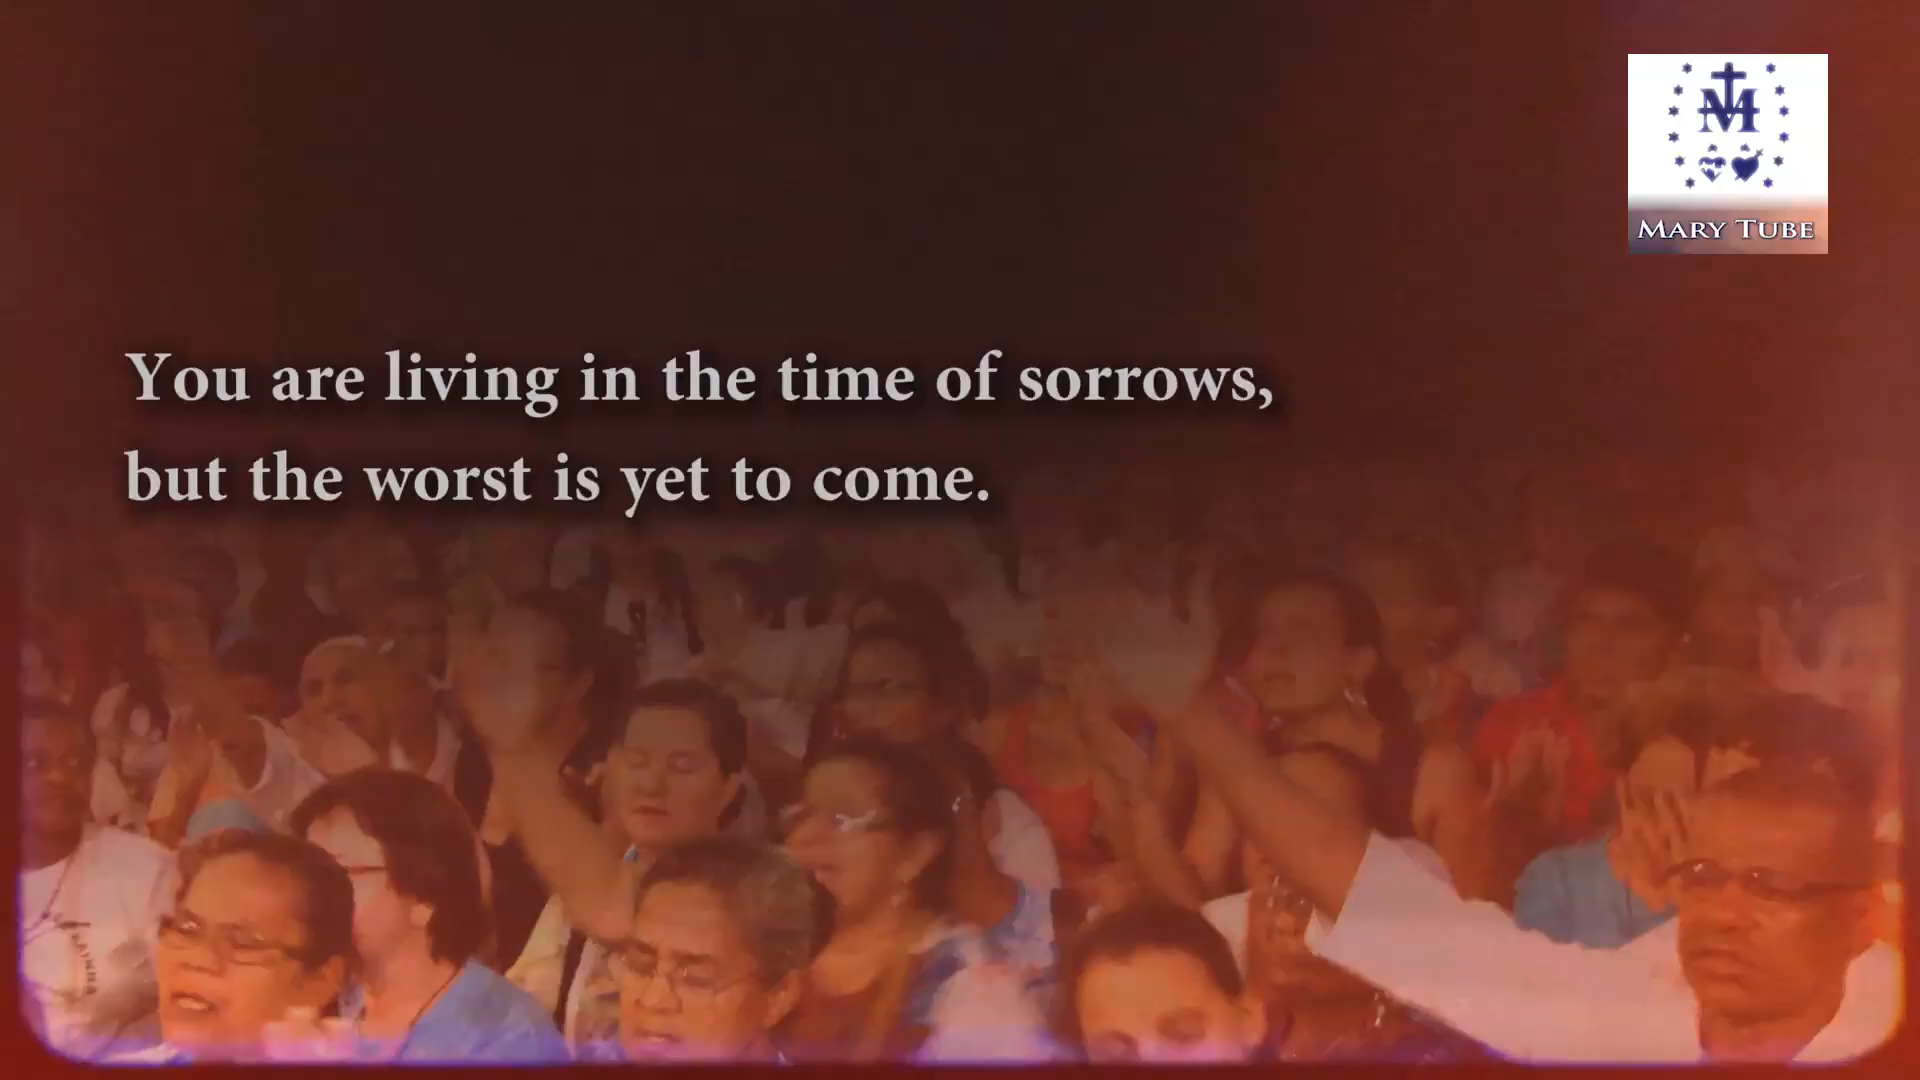 MARY TUBE
You are living in the time of sorrows,
but the worst is yet to come.